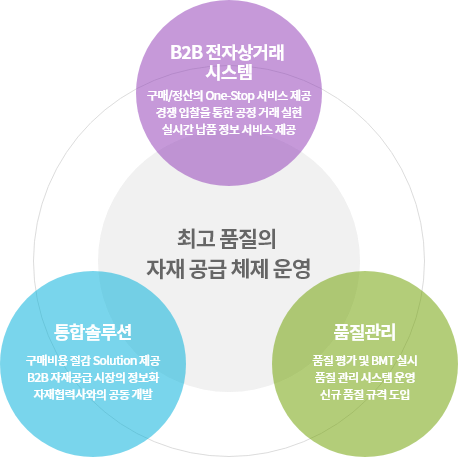 B2B 전자상거래
시스템
구매/정산의 One-Stop 서비스 제공
경쟁 입찰을 통한 공정 거래 실현
실시간 납품 정보 서비스 제공
최고 품질의
자재 공급 체제 운영
통합솔루션
구매비용 절감 Solution 제공
B2B 자재공급 시장의 정보화
자재협력사와의 공동 개발
품질관리
품질 평가 및 BMT 실시
품질 관리 시스템 운영
신규 품질 규격 도입